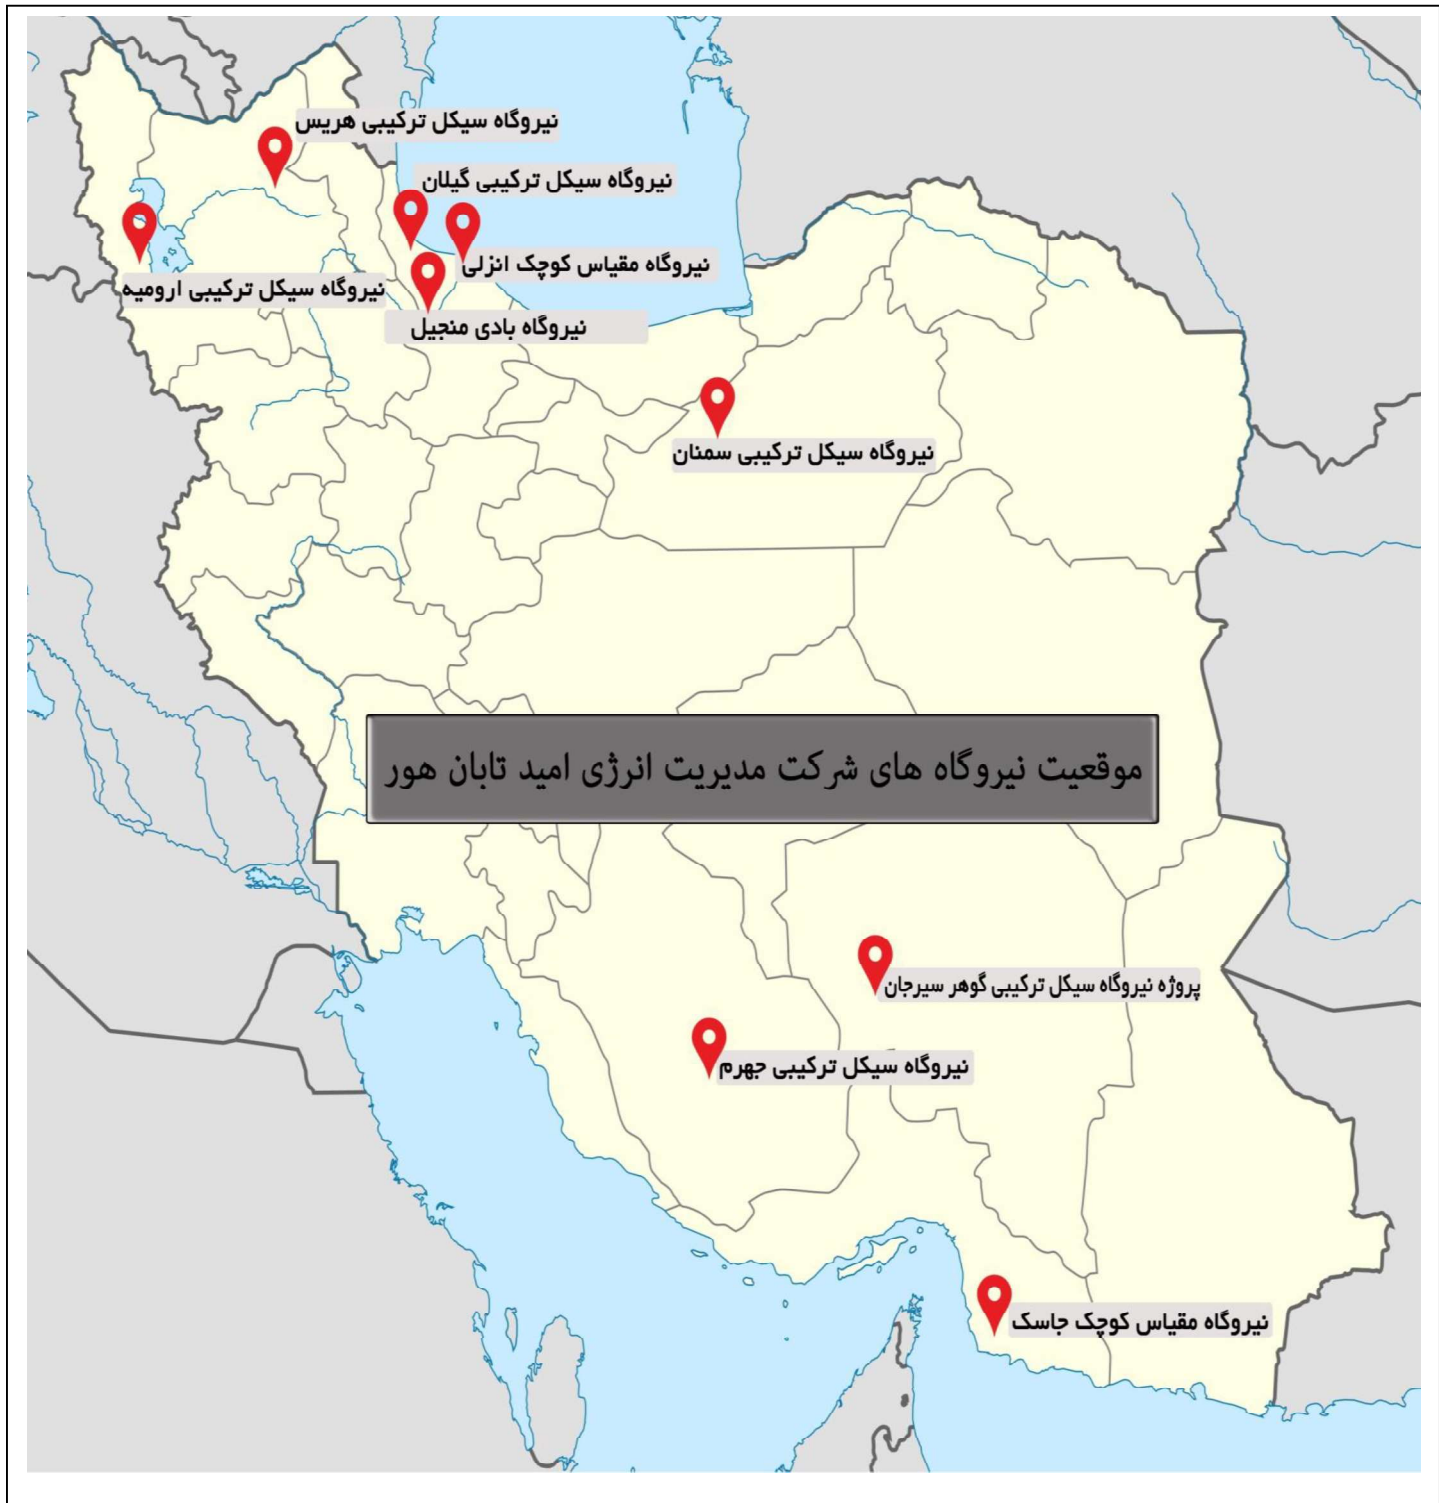 نیروگاه سیکل ترکیبی هریس
نیروگاه سیکل ترکیبی گیلان
نیروگاه مقیاس کوچک انزلی
نیروگاه سیکل ترکیبی ارومیه
نیروگاه بادی منجیل
نیروگاه سیکل ترکیبی سمنان
موقعیت نیروگاه های شرکت مدیریت انرژی امید تابان هور
پروژه نیروگاه سیکل ترکیبی گوهر سیرجان
نیروگاه سیکل ترکیبی جهرم
نیروگاه مقیاس کوچک جاسک